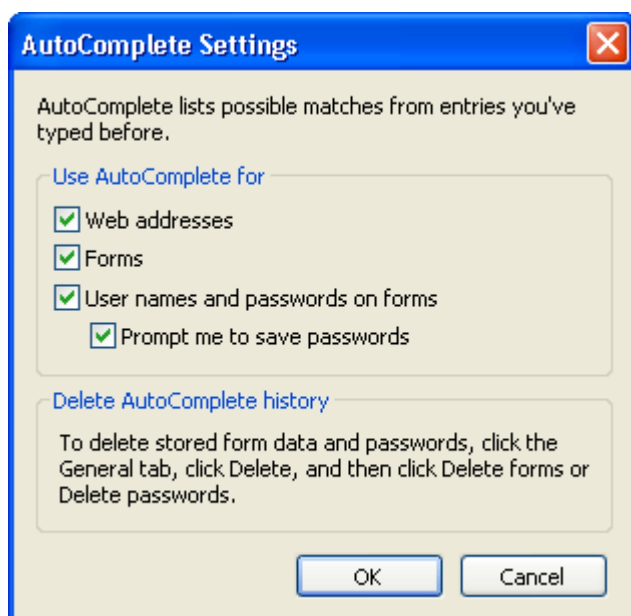 AutoComplete Settings
AutoComplete lists possible matches from entries you've
typed before.
Use AutoComplete for
Web addresses
Forms
User names and passwords on forms
Prompt me to save passwords
Delete AutoComplete history
To delete stored form data and passwords, click the
General tab, click Delete, and then click Delete forms or
Delete passwords.
OK
Cancel